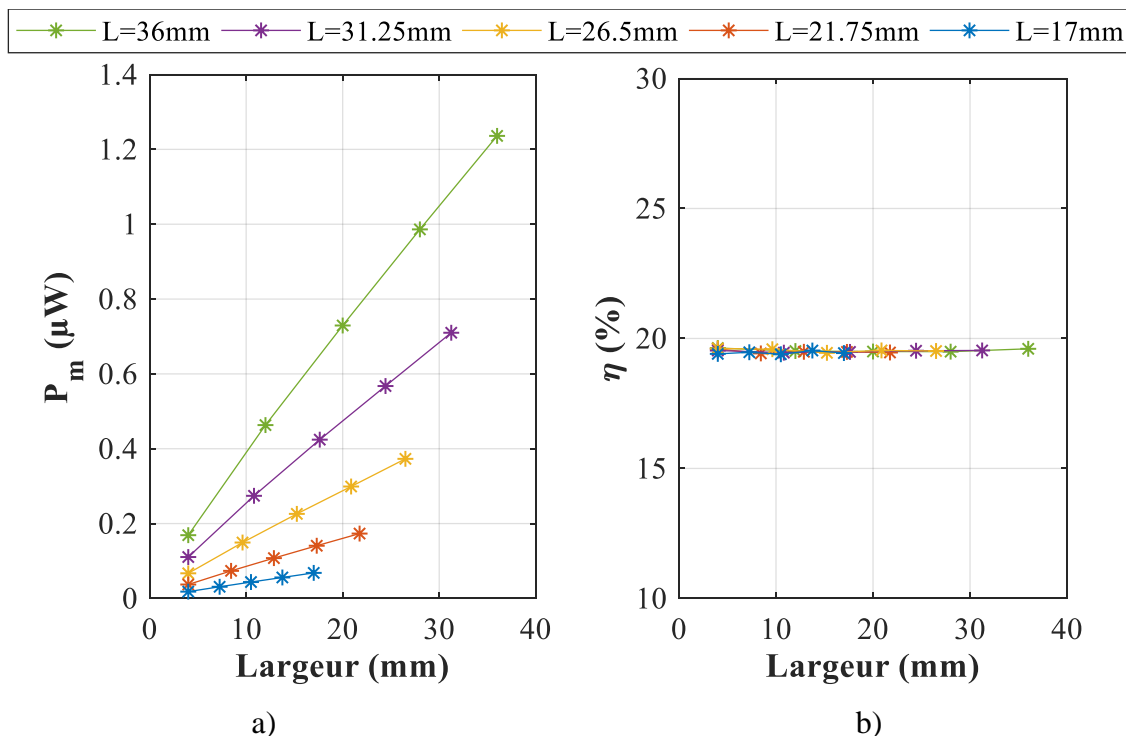 L=36mm L=31.25mm L=26.5mm L=21.75mm L=17mm
1.4
1.2
1
0.8
0.6
0.4
0.2
0
P_m (µW)
0 10 20 30 40
Largeur (mm)
a)
30
25
20
15
10
η (%)
0 10 20 30 40
Largeur (mm)
b)